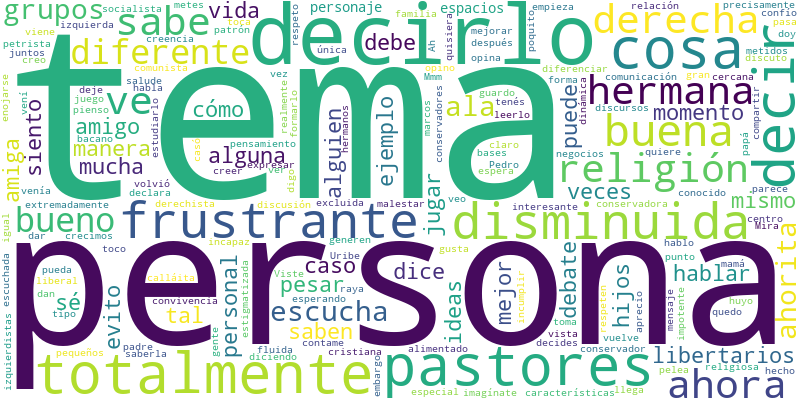 grupos
sabe
vida
personaje
decirlo
espacios
mejorar
después
opina
derecha
cosa
diferente
debe
hermana
tema
ve
cómo
siento
amigo
manera
mucha
alguna
alguien
ejemplo
ala
puede
buena
momento
religión
veces
mismo
decir
amiga
bueno
frustrante
jugar
disminuida
ahorita
persona
sé
evito
tal
personal
pesar
caso
escucha
saben
dice
mejor
ideas
debate
hijos
hablar
totalmente
pastores
libertarios
ahora
izquierda
socialista
metes
toca
patrón
viene
petrista
juntos
creo
creencia
comunista
única
respeto
familia
empieza
relación
precisamente
confío
pasa
doy
discuto
metidos
diferenciar
quisiera
poquito
opino
Mmm
Ah
forma
comunicación
gran
cercana
dinámica
discursos
compartir
papá
negocios
quiere
guardo
tenés
leerlo
marcos
conservadores
claro
bases
Pedro
espera
enojarse
vení
deje
salude
habla
vez
juego
pienso
estudiarlo
bacano
realmente
formarlo
pensamiento
expresar
creer
ver
digo
hermanos
volvió
declara
venía
extremadamente
derechista
discusión
excluida
malestar
igual
dar
crecimos
toco
incapaz
generen
Uribe
Viste
esperando
raya
gusta
veo
interesante
conservadora
conocido
parece
centro
Mira
hablo
punto
mamá
huyo
aprecio
mensaje
quedo
impotente
respeten
incumplir
pueda
liberal
dan
tipo
izquierdistas
escuchada
callaíta
convivencia
padre
saberla
pequeños
gente
estigmatizada
fluida
diciendo
contame
cristiana
alimentado
embargo
toma
vista
decides
vuelve
conservador
pelea
religiosa
hecho
especial
imagínate
características
llega